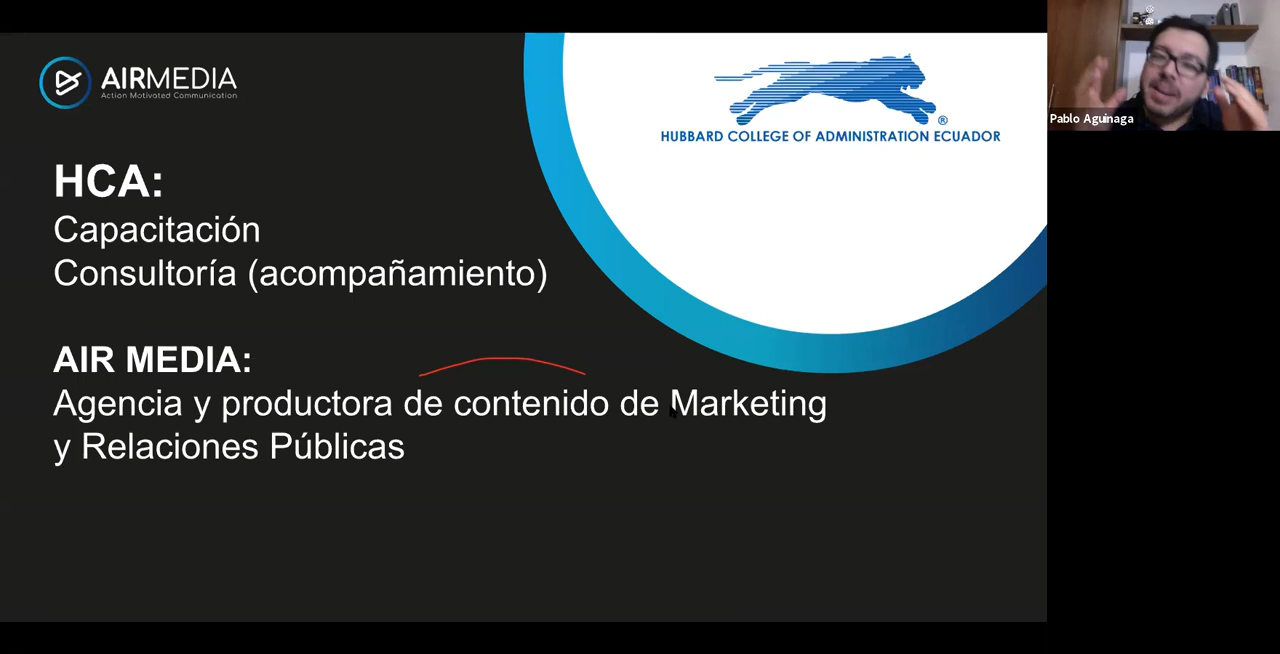 AIRMEDIA
Action Motivated Communication
HUBBARD COLLEGE OF ADMINISTRATION ECUADOR
®
Pablo Aguinaga
HCA:
Capacitación
Consultoría (acompañamiento)
AIR MEDIA:
Agencia y productora de contenido de Marketing
y Relaciones Públicas